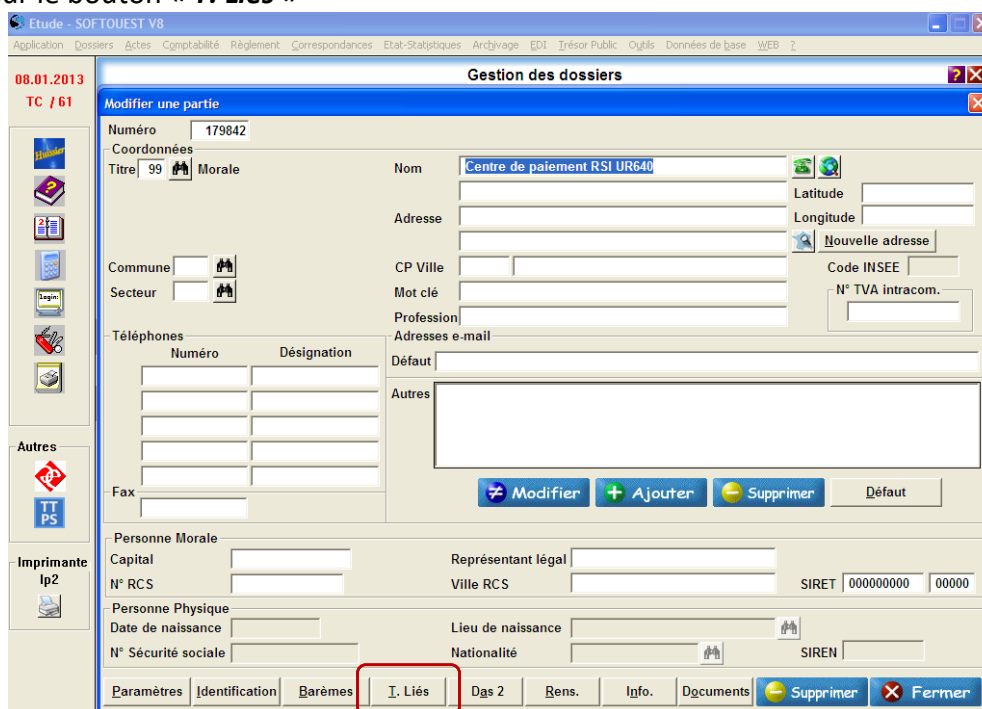 ur le bouton « T. Liés »
Etude - SOFTOUEST V8
Application Dossiers Actes Comptabilité Règlement Correspondances Etat-Statistiques Archivage EDI Trésor Public Outils Données de base WEB ?
08.01.2013
TC / 61
Gestion des dossiers
Modifier une partie
Numéro 179842
Coordonnées
Titre 99 Morale
Nom Centre de paiement RSI UR640
Latitude
Adresse
Longitude
Nouvelle adresse
Commune
CP Ville
Code INSEE
Secteur
Mot clé
N° TVA intracom.
Profession
Téléphones
Adresses e-mail
Numéro Désignation
Défaut
Autres
Modifier Ajouter Supprimer Défaut
Fax
Personne Morale
Capital
Représentant légal
N° RCS
Ville RCS
SIRET 000000000 00000
Personne Physique
Date de naissance
Lieu de naissance
N° Sécurité sociale
Nationalité
SIREN
Paramètres Identification Barèmes T. Liés Das 2 Rens. Info. Documents Supprimer Fermer
Huissier
Login:
Autres
TT
PS
Imprimante
lp2